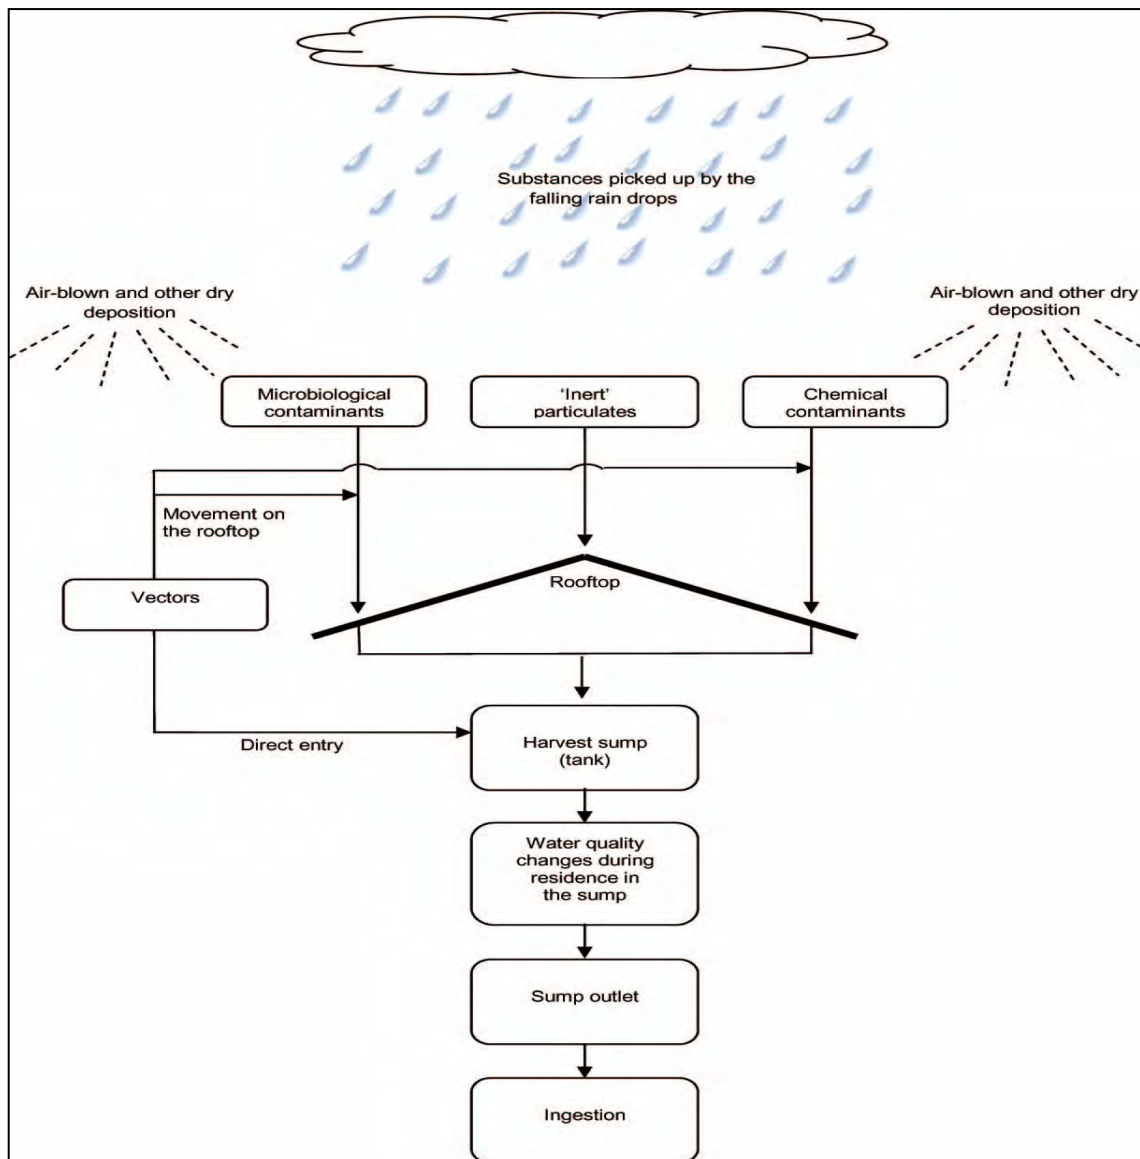 Substances picked up by the
falling rain drops
Air-blown and other dry
deposition
Air-blown and other dry
deposition
Microbiological
contaminants
‘Inert’
particulates
Chemical
contaminants
Movement on
the rooftop
Rooftop
Vectors
Direct entry
Harvest sump
(tank)
Water quality
changes during
residence in
the sump
Sump outlet
Ingestion